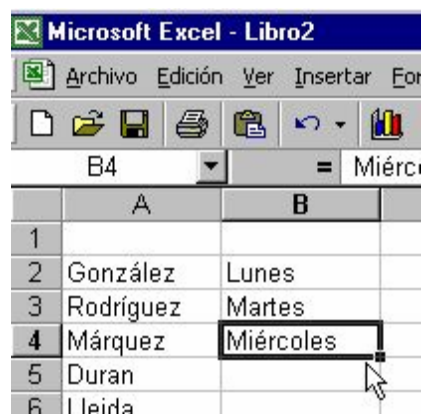 Microsoft Excel - Libro2
Archivo Edición Ver Insertar
B4 =
A B
1
2 González Lunes
3 Rodríguez Martes
4 Márquez Miércoles
5 Duran
6 Lleida